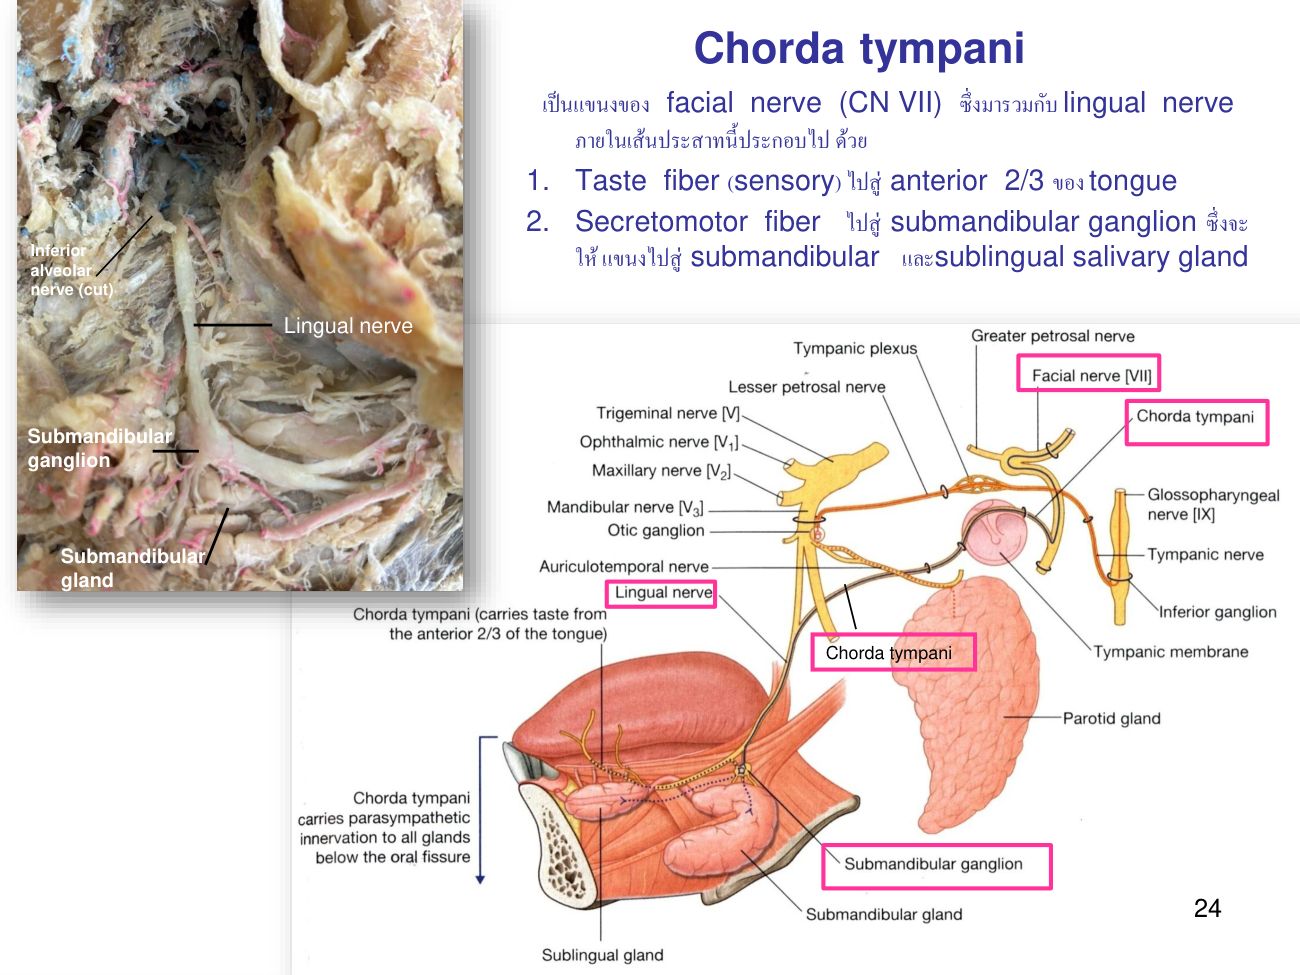 Chorda tympani
เป็นแขนงของ facial nerve (CN VII) ซึ่งมารวมกับ lingual nerve
ภายในเส้นประสาทนี้ประกอบไป ด้วย
1. Taste fiber (sensory) ไปสู่ anterior 2/3 ของ tongue
2. Secretomotor fiber ไปสู่ submandibular ganglion ซึ่งจะ
ให้ แขนงไปสู่ submandibular และsublingual salivary gland
Inferior
alveolar
nerve (cut)
Lingual nerve
Submandibular
ganglion
Submandibular
gland
Greater petrosal nerve
Tympanic plexus
Facial nerve [VII]
Lesser petrosal nerve
Chorda tympani
Trigeminal nerve [V]
Ophthalmic nerve [V1]
Maxillary nerve [V2]
Mandibular nerve [V3]
Otic ganglion
Glossopharyngeal
nerve [IX]
Tympanic nerve
Auriculotemporal nerve
Lingual nerve
Inferior ganglion
Chorda tympani (carries taste from
the anterior 2/3 of the tongue)
Chorda tympani
Tympanic membrane
Parotid gland
Chorda tympani
carries parasympathetic
innervation to all glands
below the oral fissure
Submandibular ganglion
Submandibular gland
Sublingual gland
24